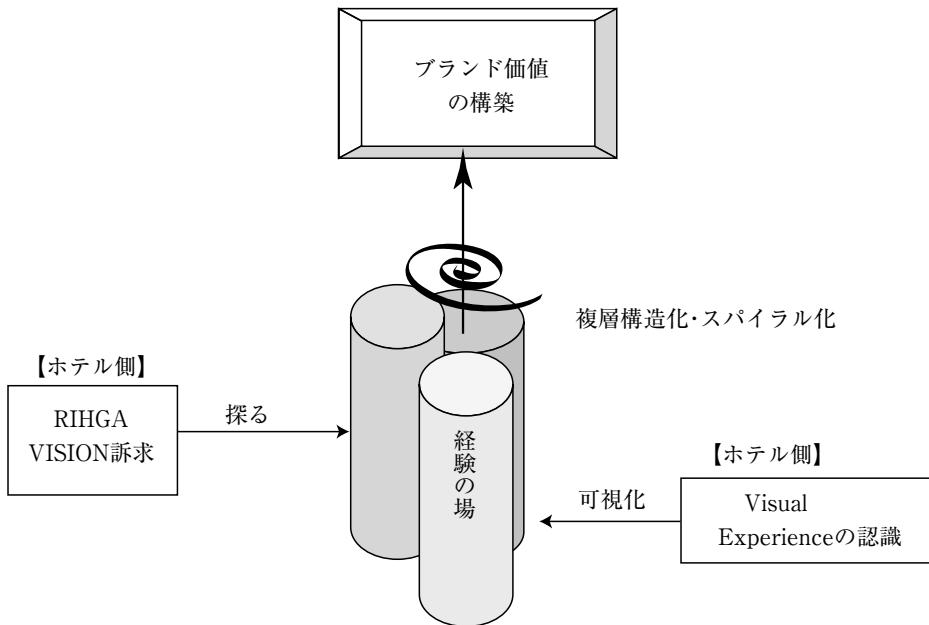 ブランド価値
の構築
複層構造化・スパイラル化
【ホテル側】
RIHGA
VISION訴求
探る
経験の場
【ホテル側】
可視化
Visual
Experienceの認識